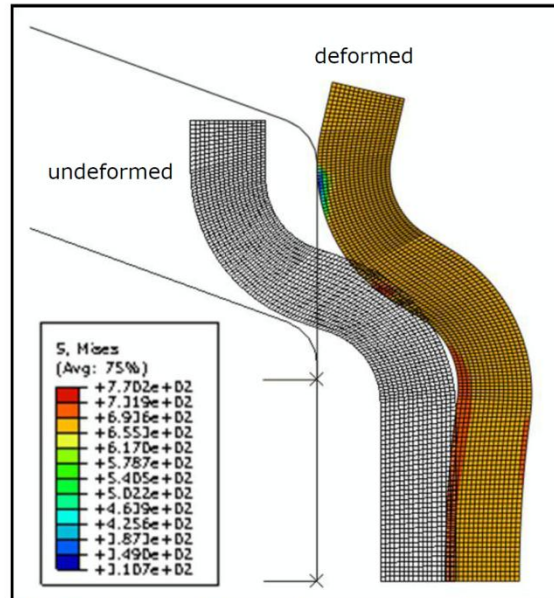 deformed
undeformed
S, Mises
(Avg: 75%)
+7.702e+02
+7.319e+02
+6.936e+02
+6.553e+02
+6.170e+02
+5.787e+02
+5.405e+02
+5.022e+02
+4.639e+02
+4.256e+02
+3.873e+02
+3.490e+02
+3.107e+02